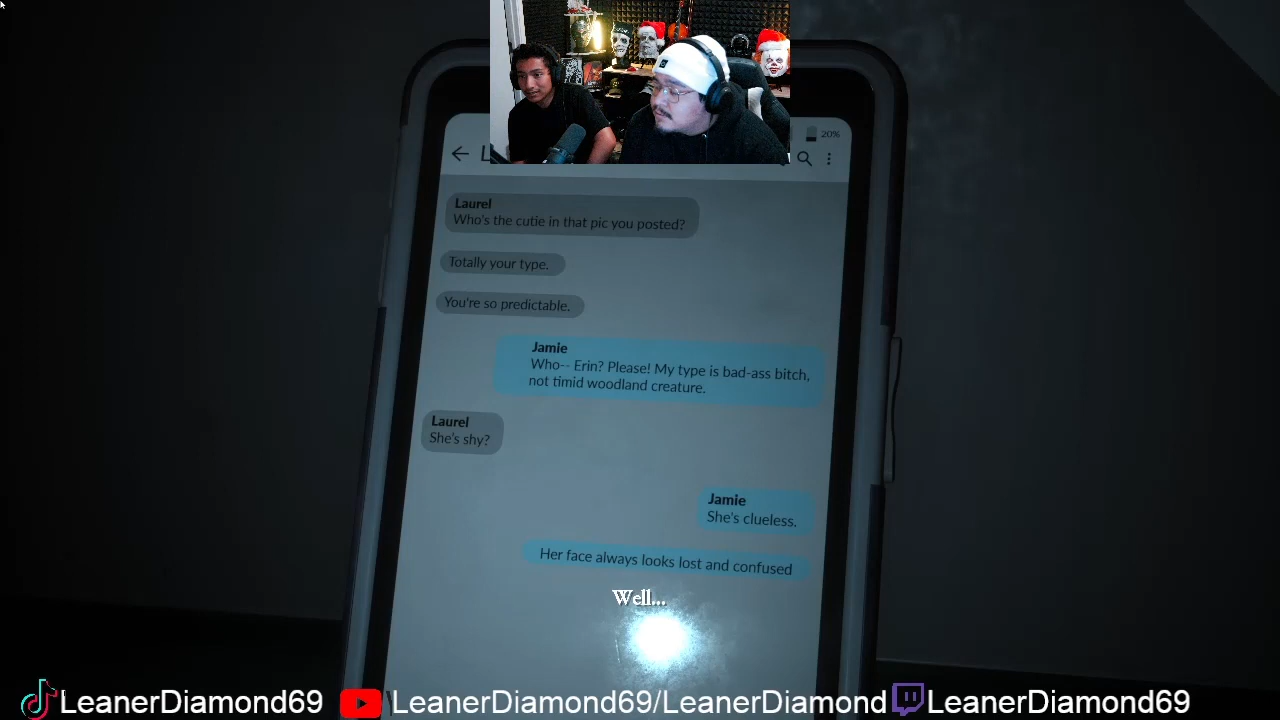 20%
Laurel
Who's the cutie in that pic you posted?
Totally your type.
You're so predictable.
Jamie
Who-- Erin? Please! My type is bad-ass bitch,
not timid woodland creature.
Laurel
She's shy?
Jamie
She's clueless.
Her face always looks lost and confused
Well...
LeanerDiamond69 \LeanerDiamond69/LeanerDiamond LeanerDiamond69